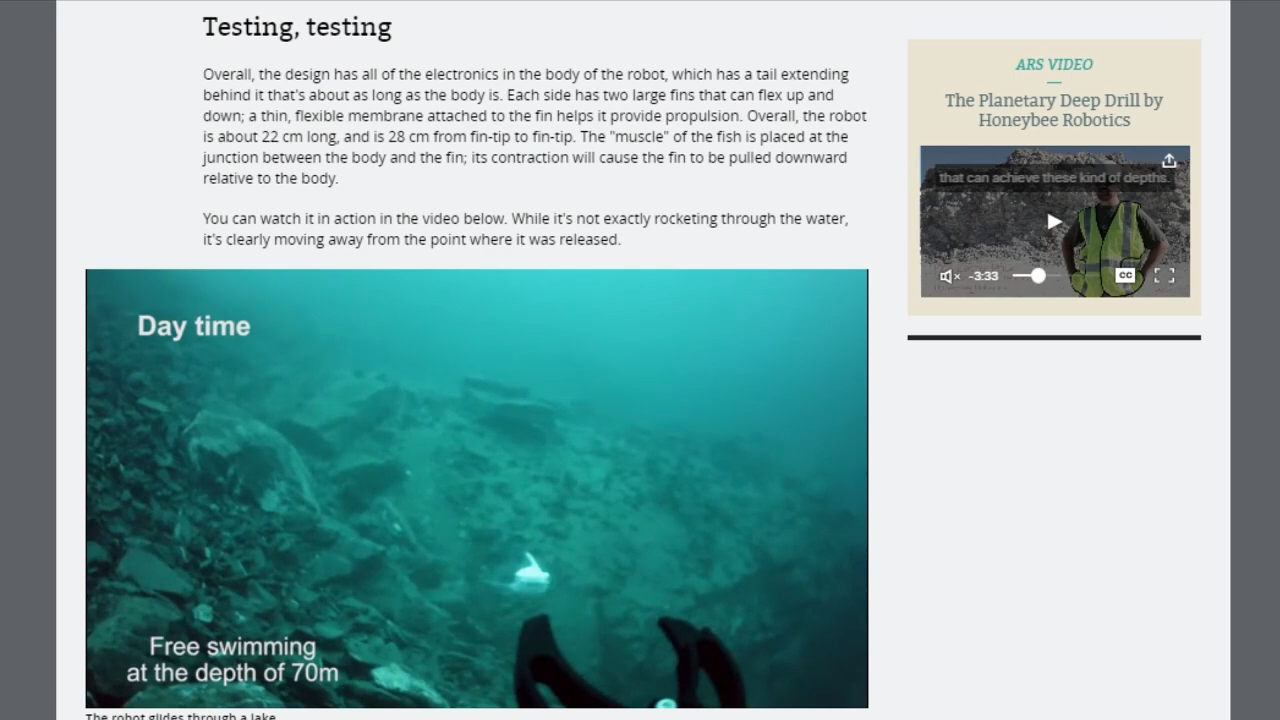 Testing, testing
Overall, the design has all of the electronics in the body of the robot, which has a tail extending
behind it that's about as long as the body is. Each side has two large fins that can flex up and
down; a thin, flexible membrane attached to the fin helps it provide propulsion. Overall, the robot
is about 22 cm long, and is 28 cm from fin-tip to fin-tip. The "muscle" of the fish is placed at the
junction between the body and the fin; its contraction will cause the fin to be pulled downward
relative to the body.
You can watch it in action in the video below. While it's not exactly rocketing through the water,
it's clearly moving away from the point where it was released.
Day time
Free swimming
at the depth of 70m
The robot glides through a lake.
ARS VIDEO
The Planetary Deep Drill by
Honeybee Robotics
that can achieve these kind of depths.
-3:33
CC